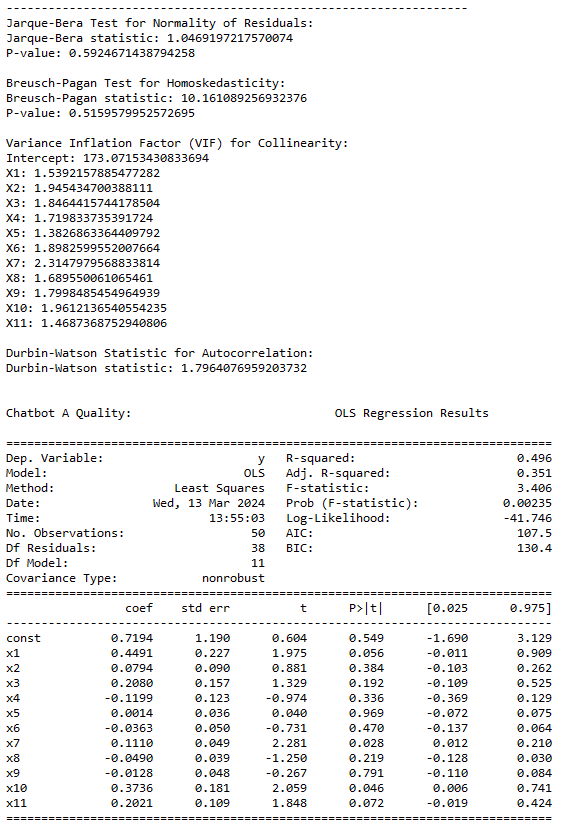 ------------------------------------------------------------------
Jarque-Bera Test for Normality of Residuals:
Jarque-Bera statistic: 1.0469197217570074
P-value: 0.5924671438794258
Breusch-Pagan Test for Homoskedasticity:
Breusch-Pagan statistic: 10.161089256932376
P-value: 0.5159579952572695
Variance Inflation Factor (VIF) for Collinearity:
Intercept: 173.07153430833694
X1: 1.5392157885477282
X2: 1.945434700388111
X3: 1.8464415744178504
X4: 1.719833735391724
X5: 1.3826863364409792
X6: 1.8982599552007664
X7: 2.3147979568833814
X8: 1.689550061065461
X9: 1.7998485454964939
X10: 1.9612136540554235
X11: 1.4687368752940806
Durbin-Watson Statistic for Autocorrelation:
Durbin-Watson statistic: 1.7964076959203732
Chatbot A Quality:                             OLS Regression Results
==============================================================================
Dep. Variable:                      y   R-squared:                       0.496
Model:                            OLS   Adj. R-squared:                  0.351
Method:                 Least Squares   F-statistic:                     3.406
Date:                Wed, 13 Mar 2024   Prob (F-statistic):            0.00235
Time:                        13:55:03   Log-Likelihood:                -41.746
No. Observations:                  50   AIC:                             107.5
Df Residuals:                      38   BIC:                             130.4
Df Model:                          11
Covariance Type:            nonrobust
==============================================================================
                 coef    std err          t      P>|t|      [0.025      0.975]
------------------------------------------------------------------------------
const          0.7194      1.190      0.604      0.549      -1.690       3.129
x1             0.4491      0.227      1.975      0.056      -0.011       0.909
x2             0.0794      0.090      0.881      0.384      -0.103       0.262
x3             0.2080      0.157      1.329      0.192      -0.109       0.525
x4            -0.1199      0.123     -0.974      0.336      -0.369       0.129
x5             0.0014      0.036      0.040      0.969      -0.072       0.075
x6            -0.0363      0.050     -0.731      0.470      -0.137       0.064
x7             0.1110      0.049      2.281      0.028       0.012       0.210
x8            -0.0490      0.039     -1.250      0.219      -0.128       0.030
x9            -0.0128      0.048     -0.267      0.791      -0.110       0.084
x10            0.3736      0.181      2.059      0.046       0.006       0.741
x11            0.2021      0.109      1.848      0.072      -0.019       0.424
==============================================================================